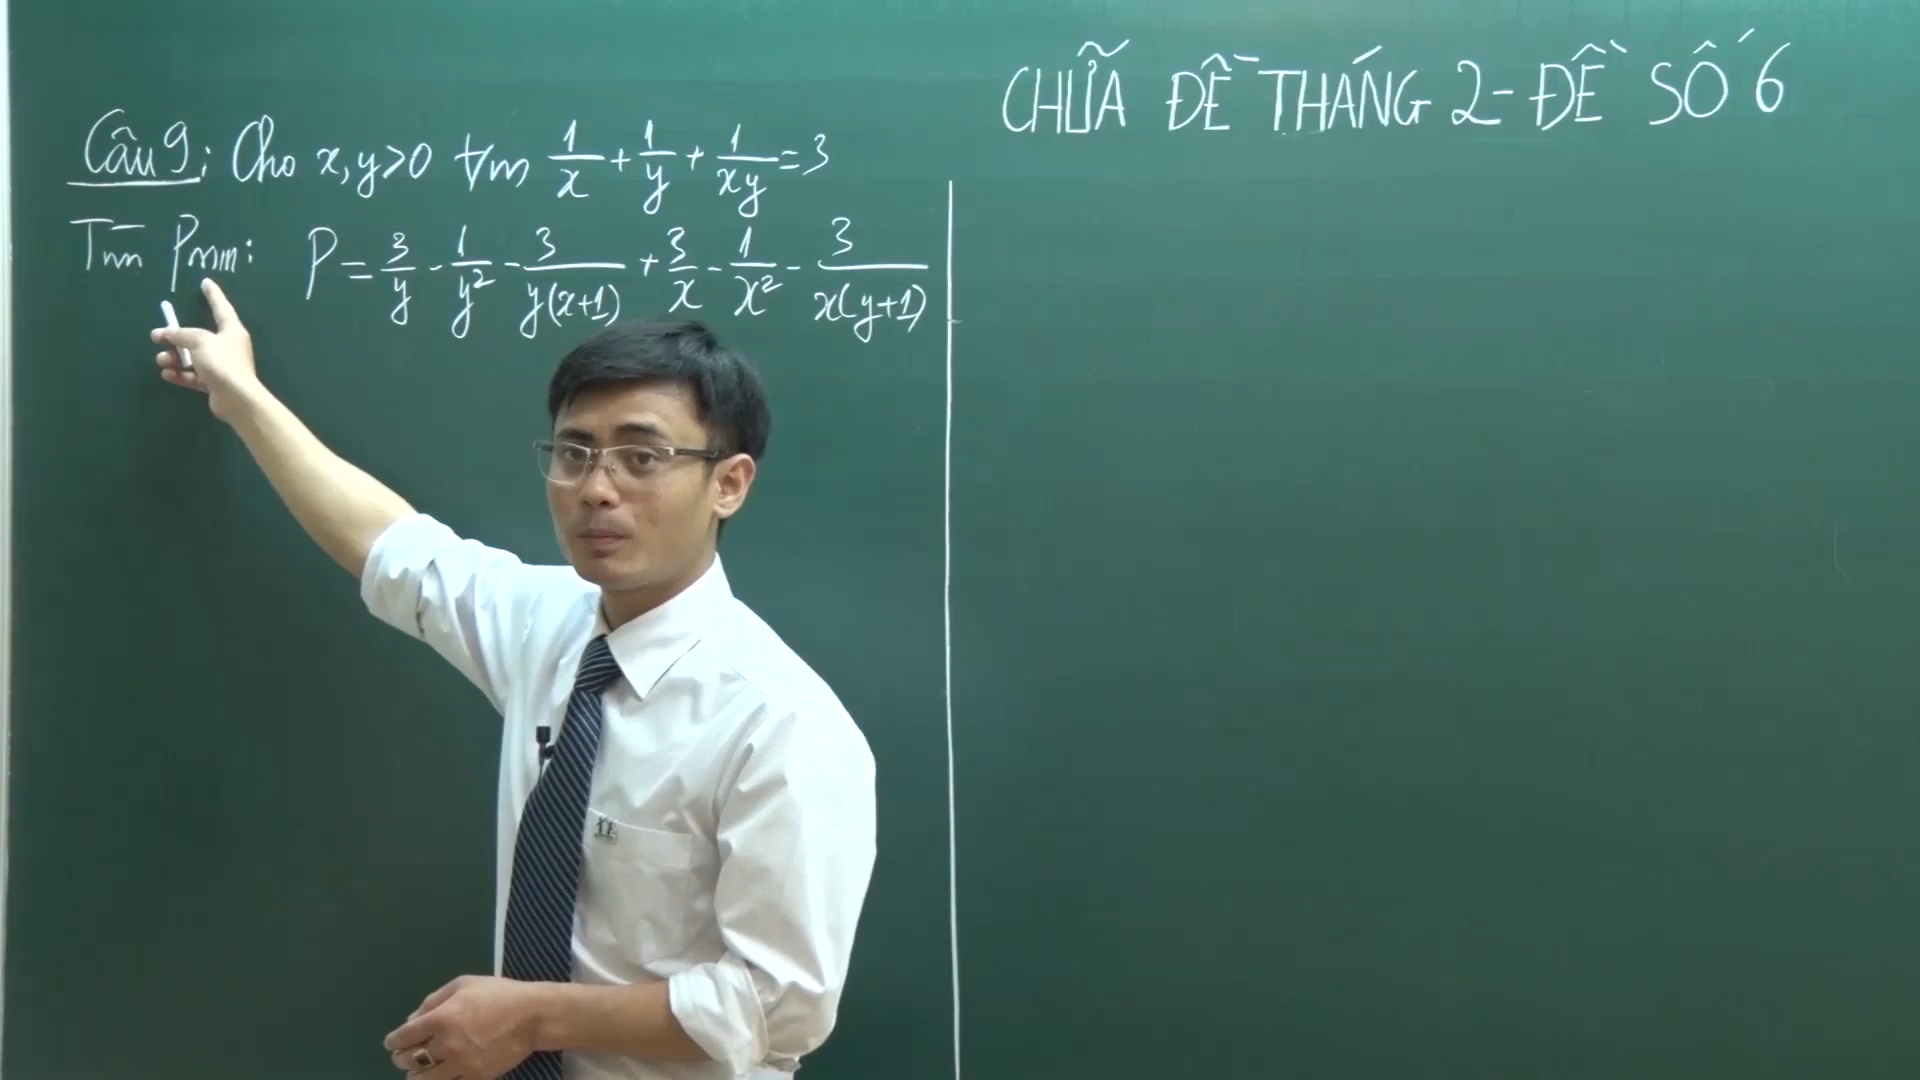 CHỮA ĐỀ THÁNG 2 - ĐỀ SỐ 6
Câu 9: Cho x, y > 0 t/m 1/x + 1/y + 1/xy = 3
Tìm Pmin: P = 3/y - 1/y² - 3/y(x+1) + 3/x - 1/x² - 3/x(y+1)